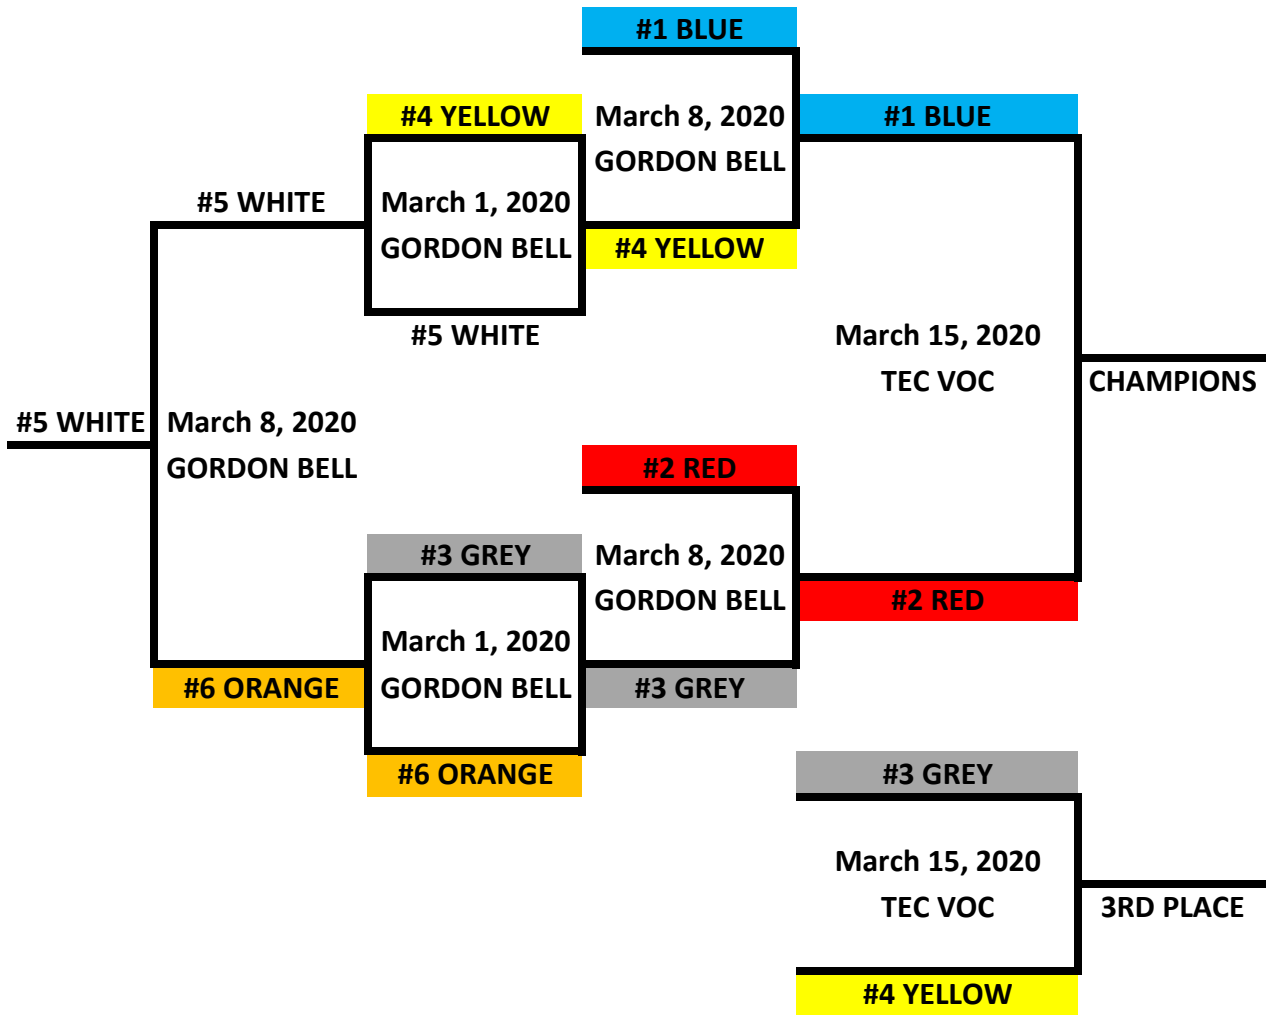 #1 BLUE
#4 YELLOW
March 8, 2020
GORDON BELL
#1 BLUE
#5 WHITE
March 1, 2020
GORDON BELL
#4 YELLOW
#5 WHITE
March 15, 2020
TEC VOC
CHAMPIONS
#5 WHITE
March 8, 2020
GORDON BELL
#2 RED
#3 GREY
March 8, 2020
GORDON BELL
#2 RED
March 1, 2020
GORDON BELL
#6 ORANGE
#3 GREY
#6 ORANGE
#3 GREY
March 15, 2020
TEC VOC
3RD PLACE
#4 YELLOW